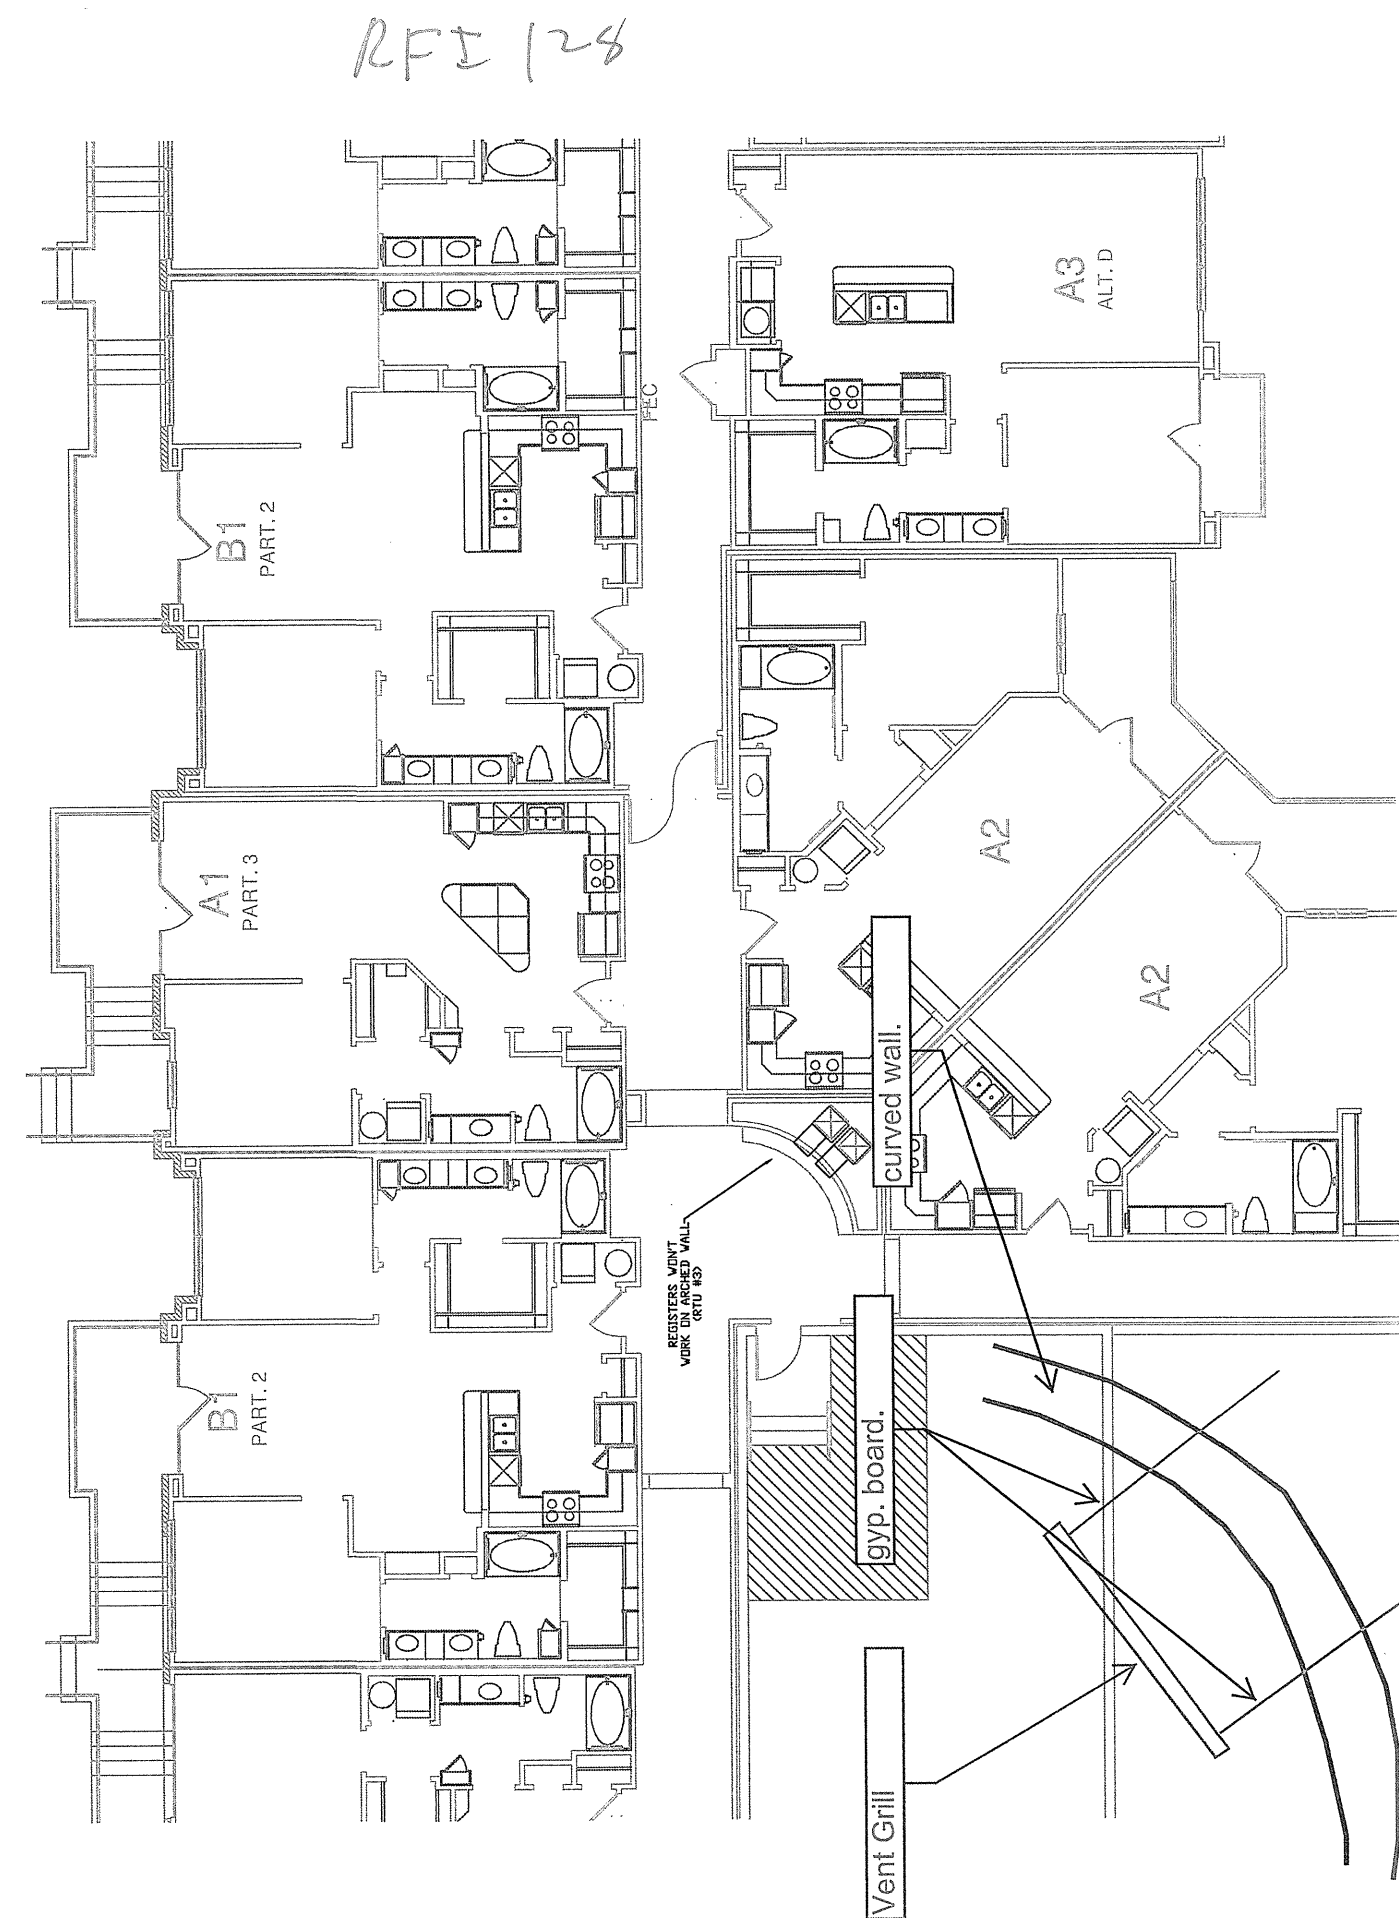 RFI 128
FEC
B1
PART. 2
A3
ALT. D
A1
PART. 3
A2
A2
curved wall.
REGISTERS WON'T
WORK ON ARCHED WALL
(RTU #3)
B1
PART. 2
gyp. board.
Vent Grill